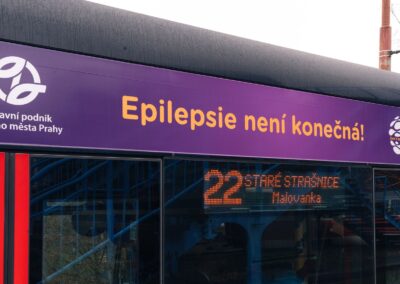 avní podnik
o města Prahy
Epilepsie není konečná!
22 STARÉ STRAŠNICE
Malovanka